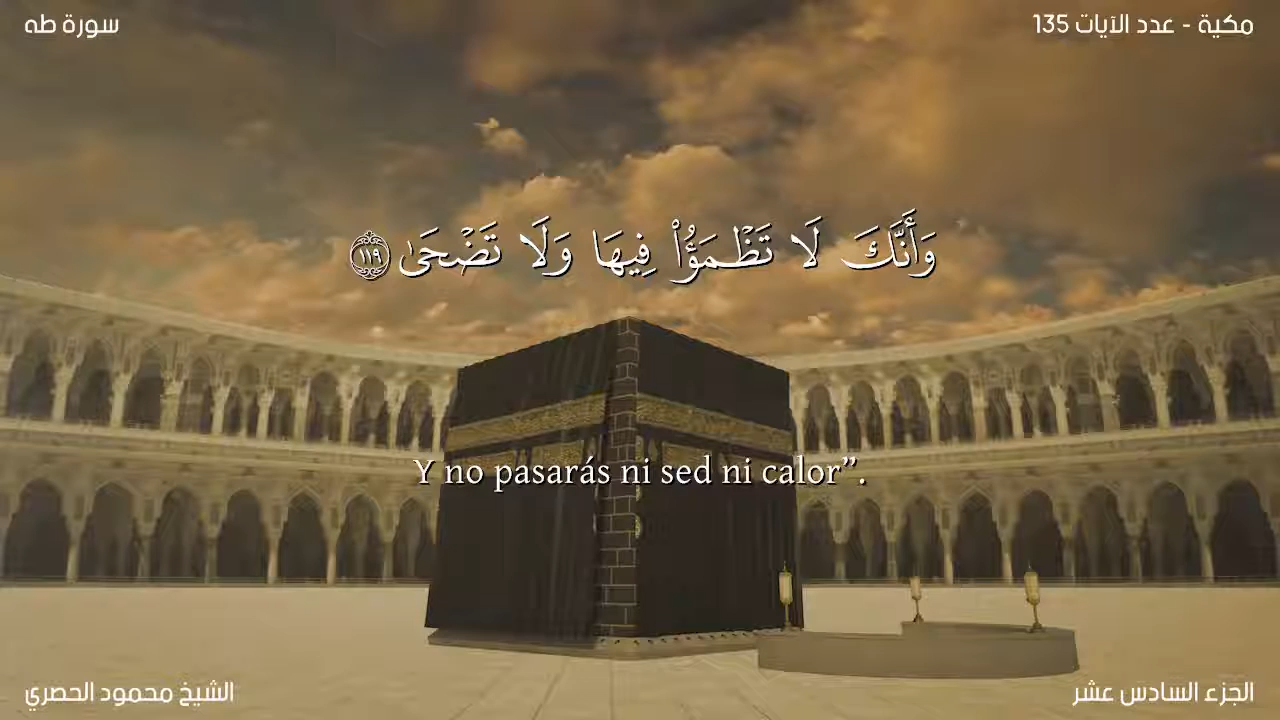 سورة طه
مكية - عدد الآيات 135
وَأَنَّكَ لَا تَظْمَؤُا۟ فِيهَا وَلَا تَضْحَىٰ ١١٩
Y no pasarás ni sed ni calor”.
الشيخ محمود الحصري
الجزء السادس عشر